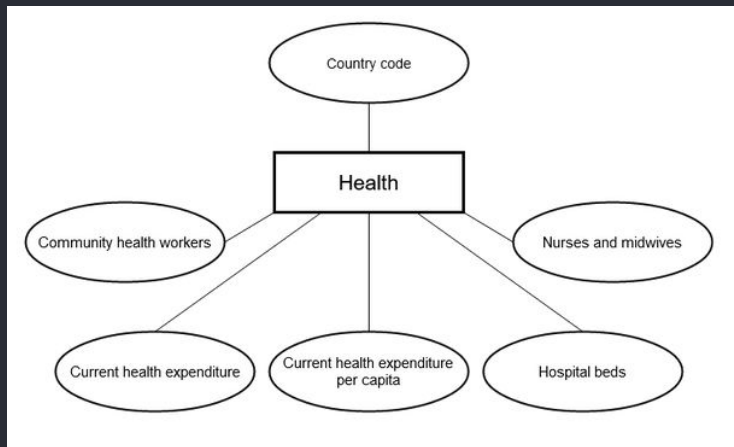 Country code
Health
Community health workers
Nurses and midwives
Current health expenditure
Current health expenditure
per capita
Hospital beds